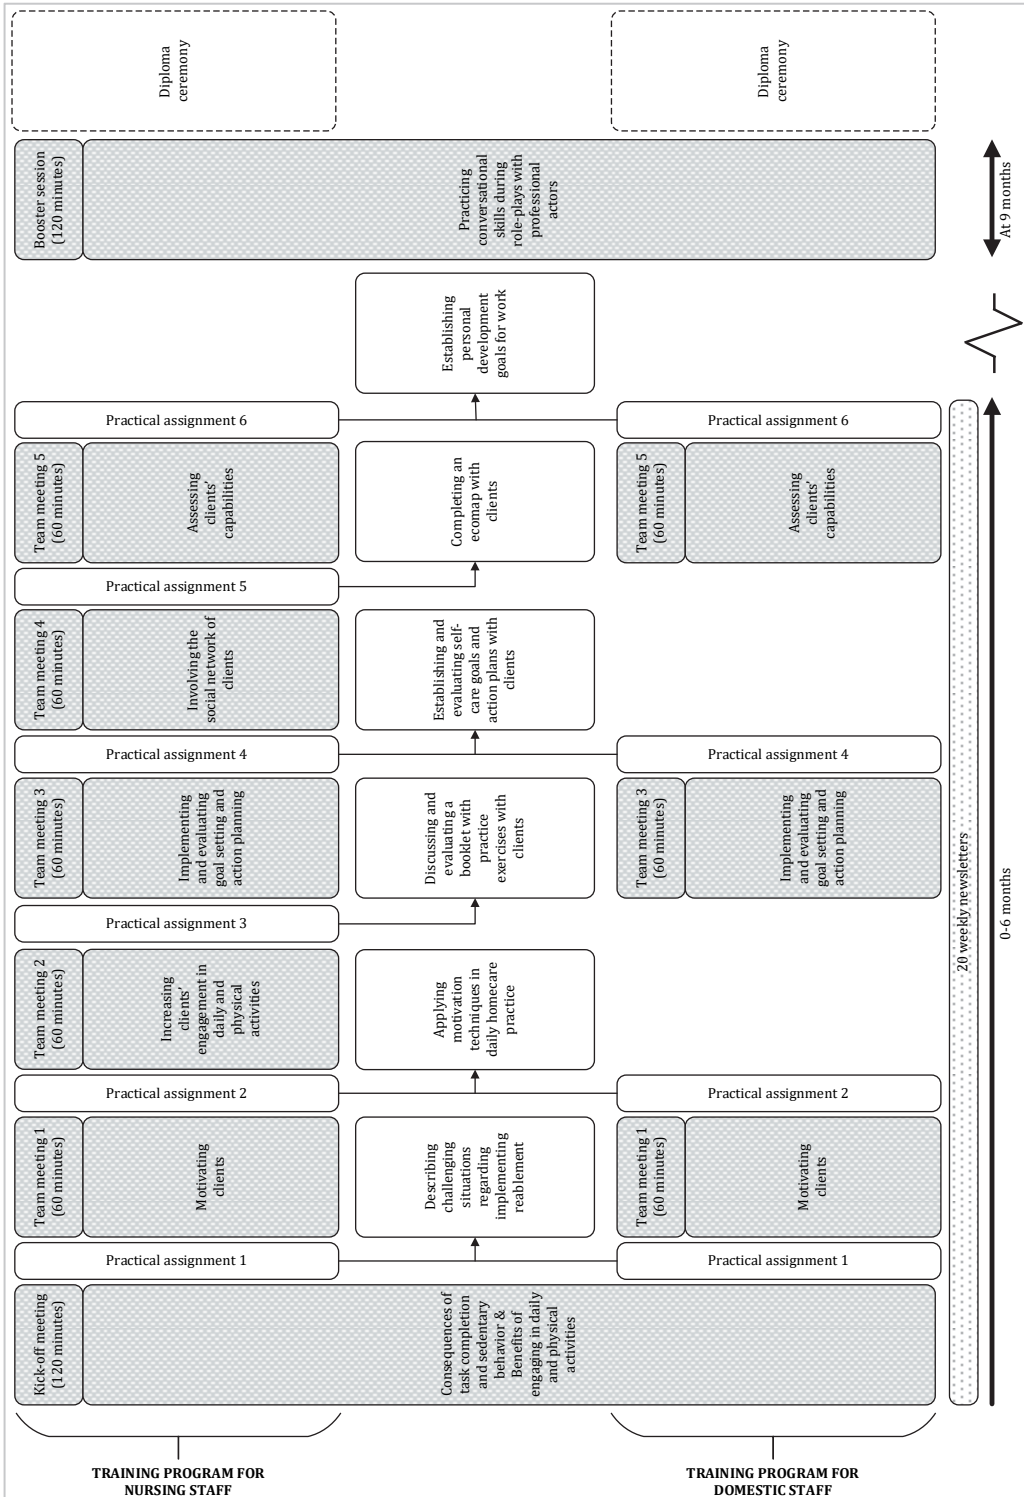 TRAINING PROGRAM FOR
NURSING STAFF
Kick-off meeting
(120 minutes)
Consequences of
task completion
and sedentary
behavior &
Benefits of
engaging in daily
and physical
activities
Practical assignment 1
Team meeting 1
(60 minutes)
Motivating
clients
Practical assignment 2
Team meeting 2
(60 minutes)
Increasing
clients'
engagement in
daily and
physical
activities
Practical assignment 3
Team meeting 3
(60 minutes)
Implementing
and evaluating
goal setting and
action planning
Practical assignment 4
Team meeting 4
(60 minutes)
Involving the
social network of
clients
Practical assignment 5
Team meeting 5
(60 minutes)
Assessing
clients'
capabilities
Practical assignment 6
Booster session
(120 minutes)
Practicing
conversational
skills during
role-plays with
professional
actors
Diploma
ceremony
Describing
challenging
situations
regarding
implementing
reablement
Applying
motivation
techniques in
daily homecare
practice
Discussing and
evaluating a
booklet with
practice
exercises with
clients
Establishing and
evaluating self-
care goals and
action plans with
clients
Completing an
ecomap with
clients
Establishing
personal
development
goals for work
TRAINING PROGRAM FOR
DOMESTIC STAFF
Practical assignment 1
Team meeting 1
(60 minutes)
Motivating
clients
Practical assignment 2
Team meeting 3
(60 minutes)
Implementing
and evaluating
goal setting and
action planning
Practical assignment 4
Team meeting 5
(60 minutes)
Assessing
clients'
capabilities
Practical assignment 6
Diploma
ceremony
20 weekly newsletters
0-6 months
At 9 months